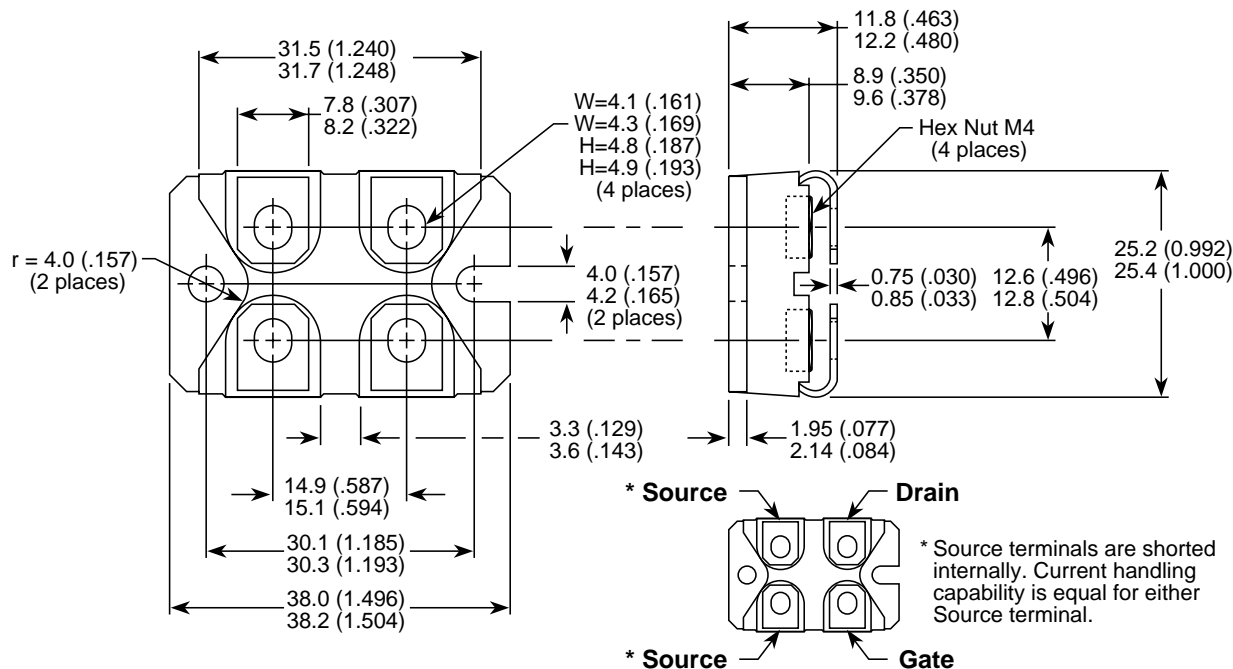 31.5 (1.240)
31.7 (1.248)
7.8 (.307)
8.2 (.322)
W=4.1 (.161)
W=4.3 (.169)
H=4.8 (.187)
H=4.9 (.193)
(4 places)
11.8 (.463)
12.2 (.480)
8.9 (.350)
9.6 (.378)
Hex Nut M4
(4 places)
r = 4.0 (.157)
(2 places)
4.0 (.157)
4.2 (.165)
(2 places)
0.75 (.030)
0.85 (.033)
12.6 (.496)
12.8 (.504)
25.2 (0.992)
25.4 (1.000)
3.3 (.129)
3.6 (.143)
1.95 (.077)
2.14 (.084)
14.9 (.587)
15.1 (.594)
30.1 (1.185)
30.3 (1.193)
38.0 (1.496)
38.2 (1.504)
* Source
Drain
* Source terminals are shorted
internally. Current handling
capability is equal for either
Source terminal.
* Source
Gate